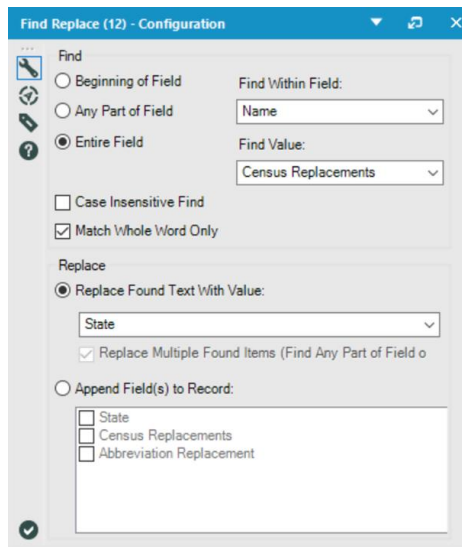 Find Replace (12) - Configuration
Find
Beginning of Field
Find Within Field:
Any Part of Field
Name
Entire Field
Find Value:
Census Replacements
Case Insensitive Find
Match Whole Word Only
Replace
Replace Found Text With Value:
State
Replace Multiple Found Items (Find Any Part of Field o
Append Field(s) to Record:
State
Census Replacements
Abbreviation Replacement